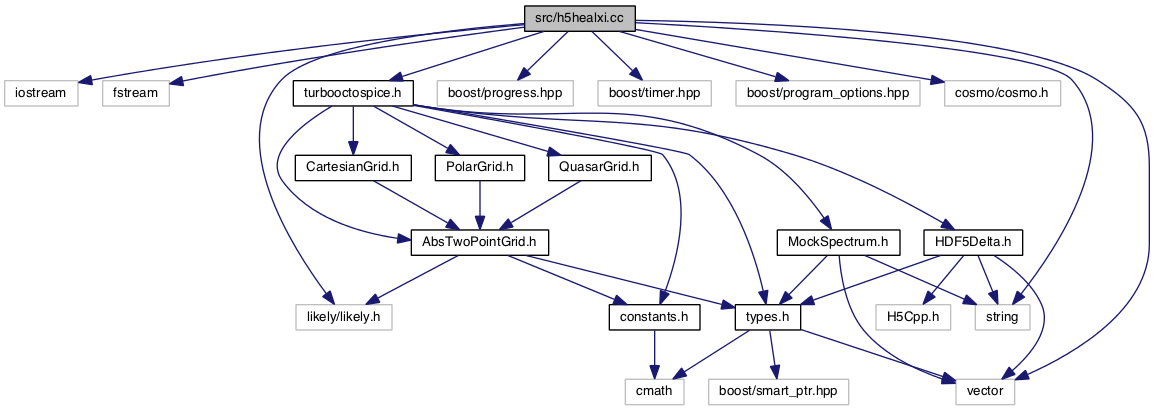 src/h5healxi.cc
iostream
fstream
turbooctospice.h
boost/progress.hpp
boost/timer.hpp
boost/program_options.hpp
cosmo/cosmo.h
CartesianGrid.h
PolarGrid.h
QuasarGrid.h
AbsTwoPointGrid.h
MockSpectrum.h
HDF5Delta.h
likely/likely.h
constants.h
types.h
H5Cpp.h
string
cmath
boost/smart_ptr.hpp
vector